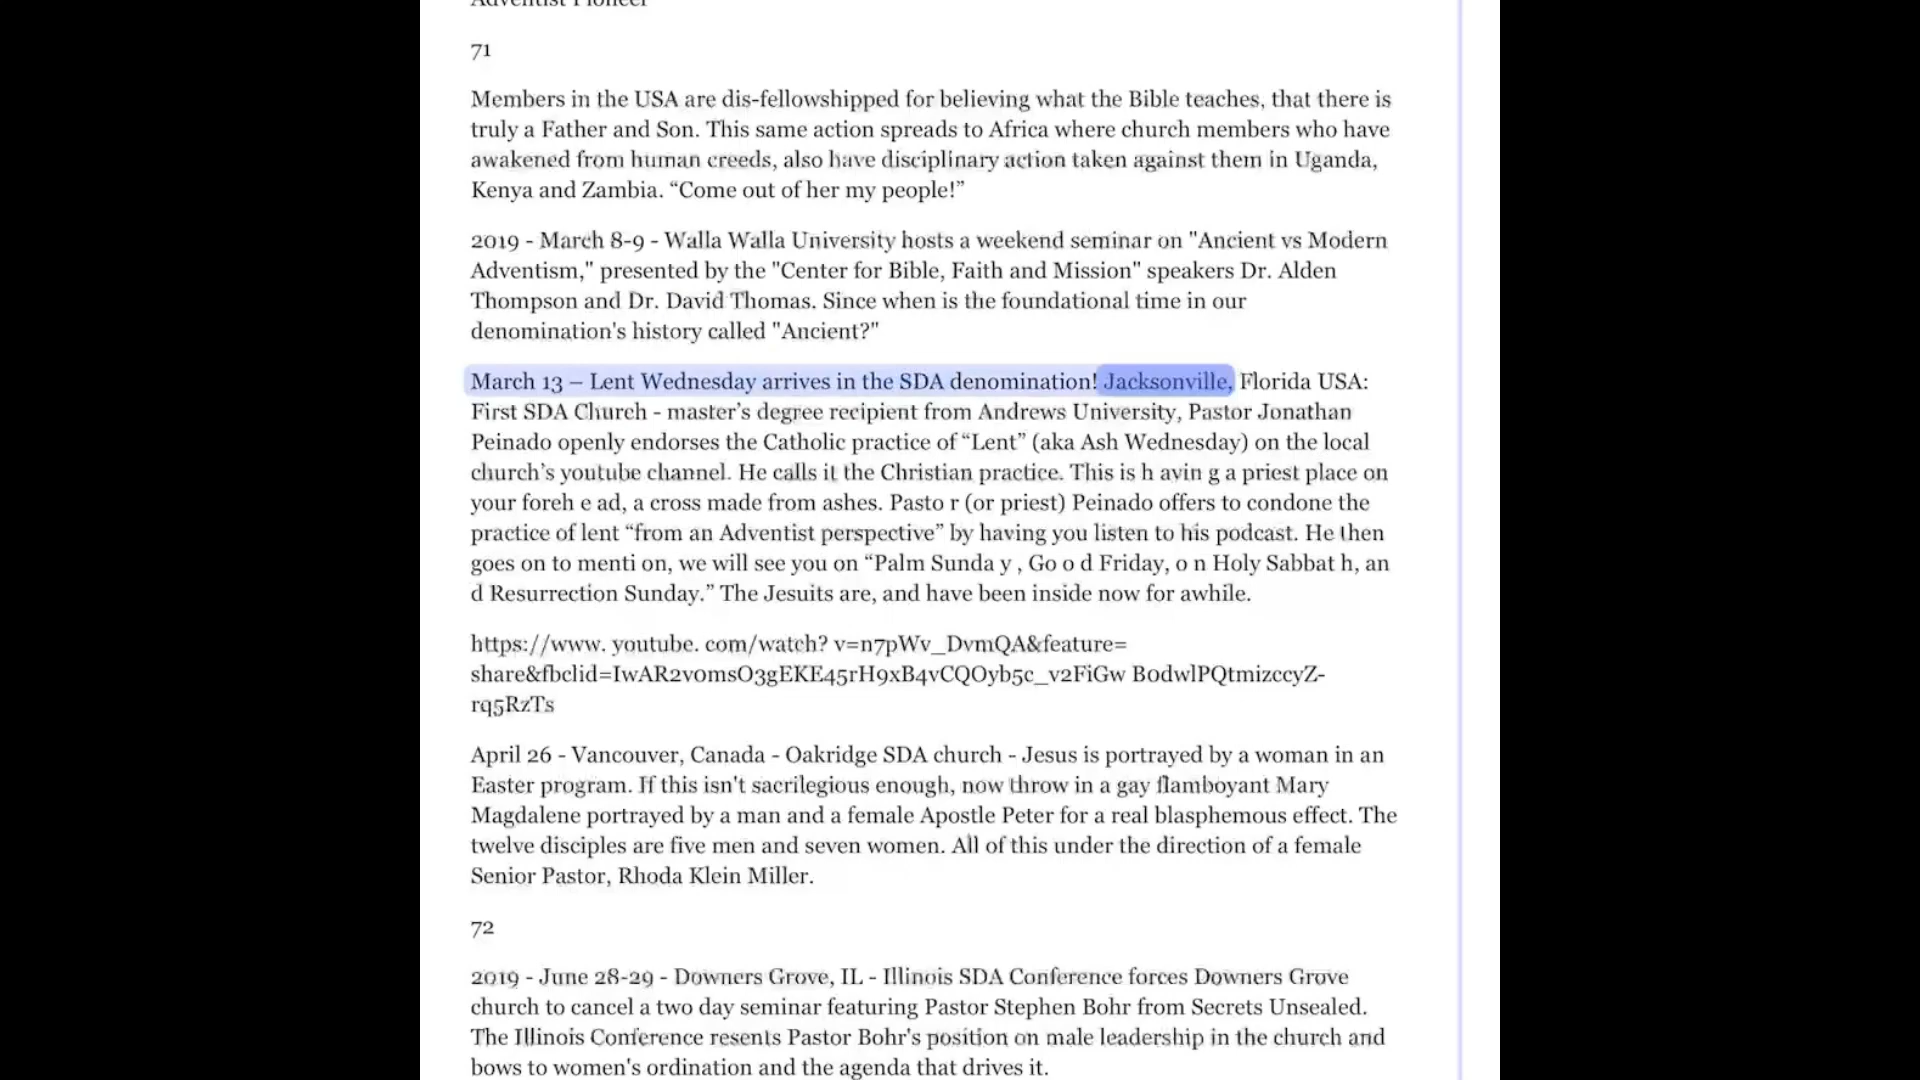 Adventist Pioneer
71
Members in the USA are dis-fellowshipped for believing what the Bible teaches, that there is
truly a Father and Son. This same action spreads to Africa where church members who have
awakened from human creeds, also have disciplinary action taken against them in Uganda,
Kenya and Zambia. “Come out of her my people!”
2019 - March 8-9 - Walla Walla University hosts a weekend seminar on "Ancient vs Modern
Adventism," presented by the "Center for Bible, Faith and Mission" speakers Dr. Alden
Thompson and Dr. David Thomas. Since when is the foundational time in our
denomination's history called "Ancient?"
March 13 – Lent Wednesday arrives in the SDA denomination! Jacksonville, Florida USA:
First SDA Church - master’s degree recipient from Andrews University, Pastor Jonathan
Peinado openly endorses the Catholic practice of “Lent” (aka Ash Wednesday) on the local
church’s youtube channel. He calls it the Christian practice. This is h avin g a priest place on
your foreh e ad, a cross made from ashes. Pasto r (or priest) Peinado offers to condone the
practice of lent “from an Adventist perspective” by having you listen to his podcast. He then
goes on to menti on, we will see you on “Palm Sunda y , Go o d Friday, o n Holy Sabbat h, an
d Resurrection Sunday.” The Jesuits are, and have been inside now for awhile.
https://www. youtube. com/watch? v=n7pWv_DvmQA&feature=
share&fbclid=IwAR2vomsO3gEKE45rH9xB4vCQOyb5c_v2FiGw BodwlPQtmizccyZ-
rq5RzTs
April 26 - Vancouver, Canada - Oakridge SDA church - Jesus is portrayed by a woman in an
Easter program. If this isn't sacrilegious enough, now throw in a gay flamboyant Mary
Magdalene portrayed by a man and a female Apostle Peter for a real blasphemous effect. The
twelve disciples are five men and seven women. All of this under the direction of a female
Senior Pastor, Rhoda Klein Miller.
72
2019 - June 28-29 - Downers Grove, IL - Illinois SDA Conference forces Downers Grove
church to cancel a two day seminar featuring Pastor Stephen Bohr from Secrets Unsealed.
The Illinois Conference resents Pastor Bohr's position on male leadership in the church and
bows to women's ordination and the agenda that drives it.